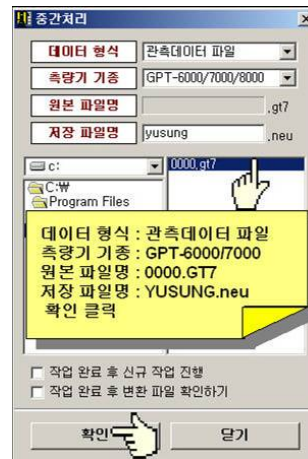 중간처리
데이터 형식 관측데이터 파일
측량기 기종 GPT-6000/7000/8000
원본 파일명 .gt7
저장 파일명 yusung .neu
c: 0000.gt7
C:₩
Program Files
데이터 형식 : 관측데이터 파일
측량기 기종 : GPT-6000/7000
원본 파일명 : 0000.GT7
저장 파일명 : YUSUNG.neu
확인 클릭
작업 완료 후 신규 작업 진행
작업 완료 후 변환 파일 확인하기
확인 닫기